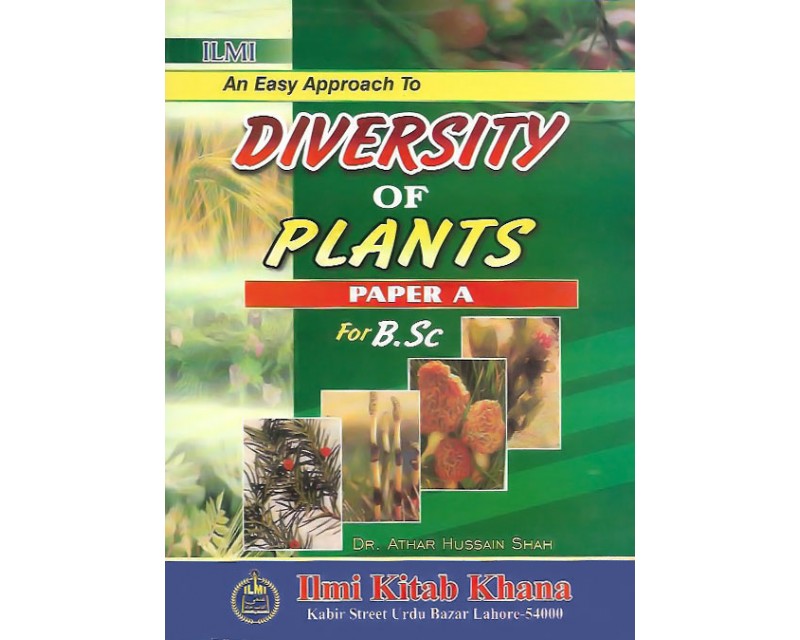 ILMI
An Easy Approach To
DIVERSITY
OF
PLANTS
PAPER A
For B.Sc
DR. ATHAR HUSSAIN SHAH
ILMI
Ilmi Kitab Khana
Kabir Street Urdu Bazar Lahore-54000